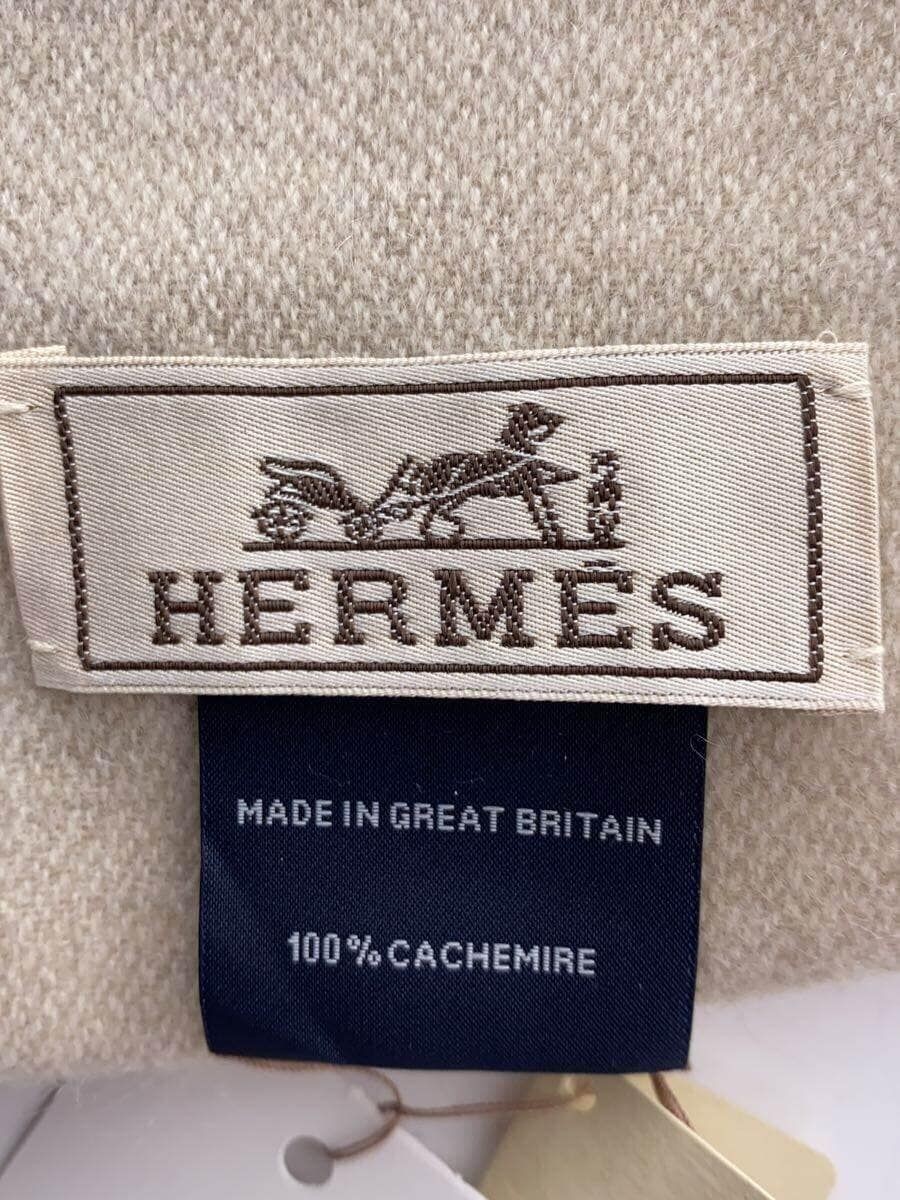 HERMÈS
MADE IN GREAT BRITAIN
100% CACHEMIRE